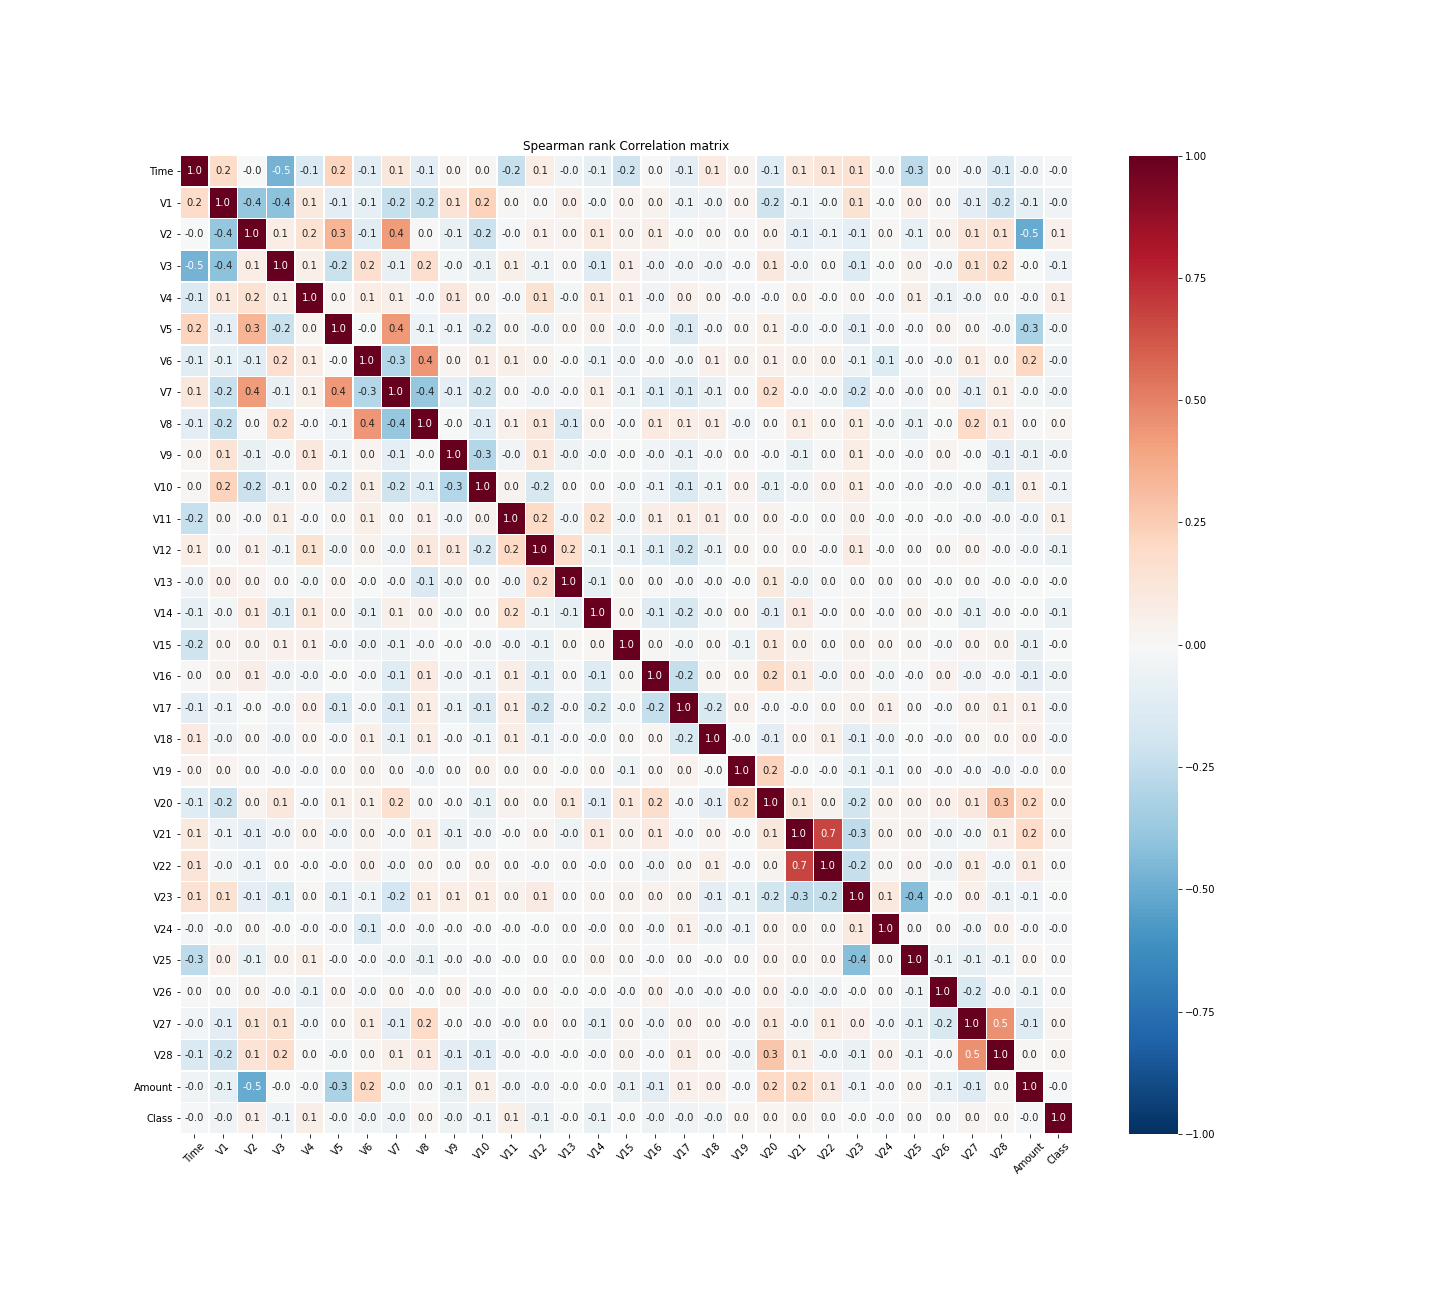 Spearman rank Correlation matrix
Time 1.0 0.2 -0.0 -0.5 -0.1 0.2 -0.1 0.1 -0.1 0.0 0.0 -0.2 0.1 -0.0 -0.1 -0.2 0.0 -0.1 0.1 0.0 -0.1 0.1 0.1 0.1 -0.0 -0.3 0.0 -0.0 -0.1 -0.0 -0.0
V1 0.2 1.0 -0.4 -0.4 0.1 -0.1 -0.1 -0.2 -0.2 0.1 0.2 0.0 0.0 0.0 -0.0 0.0 0.0 -0.1 -0.0 0.0 -0.2 -0.1 -0.0 0.1 -0.0 0.0 0.0 -0.1 -0.2 -0.1 -0.0
V2 -0.0 -0.4 1.0 0.1 0.2 0.3 -0.1 0.4 0.0 -0.1 -0.2 -0.0 0.1 0.0 0.1 0.0 0.1 -0.0 -0.0 0.0 0.0 -0.1 -0.1 -0.1 0.0 -0.1 0.0 0.1 0.1 -0.5 0.1
V3 -0.5 -0.4 0.1 1.0 0.1 -0.2 0.2 -0.1 0.2 -0.0 -0.1 0.1 -0.1 0.0 -0.1 0.1 -0.0 -0.0 -0.0 -0.0 0.1 -0.0 0.0 -0.1 -0.0 0.0 -0.0 0.1 0.2 -0.0 -0.1
V4 -0.1 0.1 0.2 0.1 1.0 0.0 0.1 0.1 -0.0 0.1 0.0 -0.0 0.1 -0.0 0.1 0.1 -0.0 0.0 0.0 -0.0 -0.0 0.0 0.0 -0.0 0.0 0.1 -0.1 -0.0 0.0 -0.0 0.1
V5 0.2 -0.1 0.3 -0.2 0.0 1.0 -0.0 0.4 -0.1 -0.1 -0.2 0.0 -0.0 -0.0 0.0 -0.0 -0.0 -0.1 -0.0 0.0 0.1 -0.0 -0.0 -0.1 -0.0 -0.0 0.0 0.0 -0.0 -0.3 -0.0
V6 -0.1 -0.1 -0.1 0.2 0.1 -0.0 1.0 -0.3 0.4 0.0 0.1 0.1 0.0 -0.0 -0.1 -0.0 -0.0 -0.0 0.1 0.0 0.1 0.0 0.0 -0.1 -0.1 -0.0 -0.0 0.1 0.0 0.2 -0.0
V7 0.1 -0.2 0.4 -0.1 0.1 0.4 -0.3 1.0 -0.4 -0.1 -0.2 0.0 -0.0 -0.0 0.1 -0.1 -0.1 -0.1 -0.1 0.0 0.2 -0.0 0.0 -0.2 -0.0 -0.0 0.0 -0.1 0.1 -0.0 -0.0
V8 -0.1 -0.2 0.0 0.2 -0.0 -0.1 0.4 -0.4 1.0 -0.0 -0.1 0.1 0.1 -0.1 0.0 -0.0 0.1 0.1 0.1 -0.0 -0.0 0.1 0.0 0.1 -0.0 -0.1 -0.0 0.2 0.1 0.0 0.0
V9 0.0 0.1 -0.1 -0.0 0.1 -0.1 0.0 -0.1 -0.0 1.0 -0.3 -0.0 0.1 -0.0 -0.0 -0.0 -0.0 -0.1 -0.0 0.0 -0.0 -0.1 0.0 0.1 -0.0 -0.0 0.0 -0.0 -0.1 -0.1 -0.0
V10 0.0 0.2 -0.2 -0.1 0.0 -0.2 0.1 -0.2 -0.1 -0.3 1.0 0.0 -0.2 0.0 0.0 -0.0 -0.1 -0.1 -0.1 0.0 -0.1 -0.0 0.0 0.1 -0.0 -0.0 -0.0 -0.0 -0.1 0.1 -0.1
V11 -0.2 0.0 -0.0 0.1 -0.0 0.0 0.1 0.0 0.1 -0.0 0.0 1.0 0.2 -0.0 0.2 -0.0 0.1 0.1 0.1 0.0 -0.0 0.0 0.0 0.0 -0.0 0.0 -0.0 -0.0 -0.0 -0.0 0.1
V12 0.1 0.0 0.1 -0.1 0.1 -0.0 0.0 -0.0 0.1 0.1 -0.2 0.2 1.0 0.2 -0.1 -0.1 -0.1 -0.2 -0.1 0.0 0.0 0.0 -0.0 0.1 -0.0 -0.0 0.0 0.0 -0.0 -0.0 -0.1
V13 -0.0 0.0 0.0 0.0 -0.0 -0.0 -0.0 -0.0 -0.1 -0.0 0.0 -0.0 0.2 1.0 -0.1 0.0 0.0 -0.0 -0.0 -0.0 0.1 -0.0 0.0 0.0 -0.0 -0.0 0.0 -0.0 0.0 -0.0 -0.0
V14 -0.1 -0.0 0.1 -0.1 0.1 0.0 -0.1 0.1 0.0 -0.0 0.0 0.2 -0.1 -0.1 1.0 0.0 -0.1 -0.2 -0.0 0.0 -0.1 0.1 -0.0 0.0 0.0 0.0 -0.0 -0.1 -0.0 -0.0 -0.1
V15 -0.2 0.0 0.0 0.1 0.1 -0.0 -0.0 -0.1 -0.0 -0.0 -0.0 -0.0 -0.1 0.0 0.0 1.0 0.0 -0.0 0.0 -0.1 0.1 0.0 0.0 0.0 -0.0 0.0 -0.0 0.0 0.0 -0.1 -0.0
V16 0.0 0.0 0.1 -0.0 -0.0 -0.0 -0.0 -0.1 0.1 -0.0 -0.1 0.1 -0.1 0.0 -0.1 0.0 1.0 -0.2 0.0 0.0 0.2 0.1 -0.0 0.0 -0.0 -0.0 0.0 -0.0 -0.0 -0.1 -0.0
V17 -0.1 -0.1 -0.0 -0.0 0.0 -0.1 -0.0 -0.1 0.1 -0.1 -0.1 0.1 -0.2 -0.0 -0.2 -0.0 -0.2 1.0 -0.2 0.0 -0.0 -0.0 0.0 0.0 0.1 -0.0 -0.0 0.0 0.1 0.1 -0.0
V18 0.1 -0.0 -0.0 -0.0 0.0 -0.0 0.1 -0.1 0.1 -0.0 -0.1 0.1 -0.1 -0.0 -0.0 0.0 0.0 -0.2 1.0 -0.0 -0.1 0.0 0.1 -0.1 -0.0 -0.0 -0.0 0.0 0.0 0.0 -0.0
V19 0.0 0.0 0.0 -0.0 -0.0 0.0 0.0 0.0 -0.0 0.0 0.0 0.0 0.0 -0.0 0.0 -0.1 0.0 0.0 -0.0 1.0 0.2 -0.0 -0.0 -0.1 -0.1 0.0 -0.0 -0.0 -0.0 -0.0 0.0
V20 -0.1 -0.2 0.0 0.1 -0.0 0.1 0.1 0.2 -0.0 -0.0 -0.1 -0.0 0.0 0.1 -0.1 0.1 0.2 -0.0 -0.1 0.2 1.0 0.1 0.0 -0.2 0.0 0.0 0.0 0.1 0.3 0.2 0.0
V21 0.1 -0.1 -0.1 -0.0 0.0 -0.0 0.0 -0.0 0.1 -0.1 -0.0 0.0 0.0 -0.0 0.1 0.0 0.1 -0.0 0.0 -0.0 0.1 1.0 0.7 -0.3 0.0 0.0 -0.0 -0.0 0.1 0.2 0.0
V22 0.1 -0.0 -0.1 0.0 0.0 -0.0 0.0 0.0 0.0 0.0 0.0 0.0 -0.0 0.0 -0.0 0.0 -0.0 0.0 0.1 -0.0 0.0 0.7 1.0 -0.2 0.0 0.0 -0.0 0.1 -0.0 0.1 0.0
V23 0.1 0.1 -0.1 -0.1 -0.0 -0.1 -0.1 -0.2 0.1 0.1 0.1 0.0 0.1 0.0 0.0 0.0 0.0 0.0 -0.1 -0.1 -0.2 -0.3 -0.2 1.0 0.1 -0.4 -0.0 0.0 -0.1 -0.1 -0.0
V24 -0.0 -0.0 0.0 -0.0 0.0 -0.0 -0.1 -0.0 -0.0 -0.0 -0.0 -0.0 -0.0 -0.0 0.0 -0.0 -0.0 0.1 -0.0 -0.1 0.0 0.0 0.0 0.1 1.0 0.0 0.0 -0.0 0.0 -0.0 -0.0
V25 -0.3 0.0 -0.1 0.0 0.1 -0.0 -0.0 -0.0 -0.1 -0.0 -0.0 0.0 -0.0 -0.0 0.0 0.0 -0.0 -0.0 -0.0 0.0 0.0 0.0 0.0 -0.4 0.0 1.0 -0.1 -0.1 -0.1 0.0 0.0
V26 0.0 0.0 0.0 -0.0 -0.1 0.0 -0.0 0.0 -0.0 0.0 -0.0 -0.0 0.0 0.0 -0.0 -0.0 0.0 -0.0 -0.0 -0.0 0.0 -0.0 -0.0 -0.0 0.0 -0.1 1.0 -0.2 -0.0 -0.1 0.0
V27 -0.0 -0.1 0.1 0.1 -0.0 0.0 0.1 -0.1 0.2 -0.0 -0.0 -0.0 0.0 -0.0 -0.1 0.0 -0.0 0.0 0.0 -0.0 0.1 -0.0 0.1 0.0 -0.0 -0.1 -0.2 1.0 0.5 -0.1 0.0
V28 -0.1 -0.2 0.1 0.2 0.0 -0.0 0.0 0.1 0.1 -0.1 -0.1 -0.0 -0.0 0.0 -0.0 0.0 -0.0 0.1 0.0 -0.0 0.3 0.1 -0.0 -0.1 0.0 -0.1 -0.0 0.5 1.0 0.0 0.0
Amount -0.0 -0.1 -0.5 -0.0 -0.0 -0.3 0.2 -0.0 0.0 -0.1 0.1 -0.0 -0.0 -0.0 -0.0 -0.1 -0.1 0.1 0.0 -0.0 0.2 0.2 0.1 -0.1 -0.0 0.0 -0.1 -0.1 0.0 1.0 -0.0
Class -0.0 -0.0 0.1 -0.1 0.1 -0.0 -0.0 -0.0 0.0 -0.0 -0.1 0.1 -0.1 -0.0 -0.1 -0.0 -0.0 -0.0 -0.0 0.0 0.0 0.0 0.0 -0.0 -0.0 0.0 0.0 0.0 0.0 -0.0 1.0
Time V1 V2 V3 V4 V5 V6 V7 V8 V9 V10 V11 V12 V13 V14 V15 V16 V17 V18 V19 V20 V21 V22 V23 V24 V25 V26 V27 V28 Amount Class
1.00
0.75
0.50
0.25
0.00
−0.25
−0.50
−0.75
−1.00